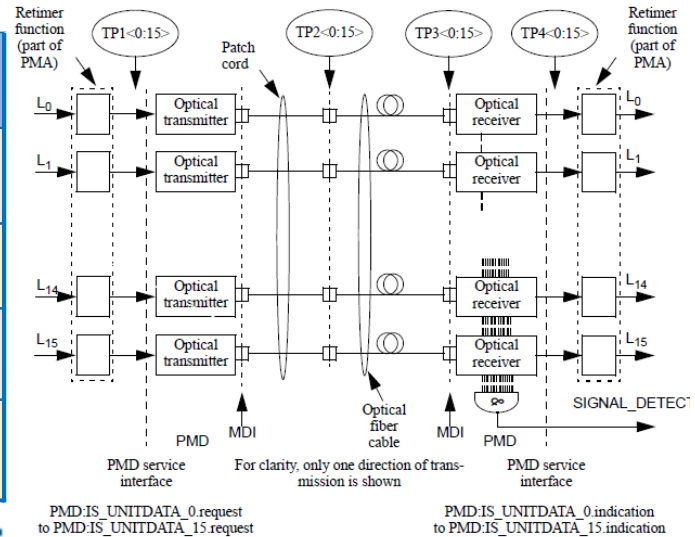 Retimer
function
(part of
PMA)
TP1<0:15>
Patch
cord
TP2<0:15>
TP3<0:15>
TP4<0:15>
Retimer
function
(part of
PMA)
L0
Optical
transmitter
Optical
receiver
L0
L1
Optical
transmitter
Optical
receiver
L1
L14
Optical
transmitter
Optical
receiver
L14
L15
Optical
transmitter
Optical
receiver
L15
&
SIGNAL_DETECT
PMD
MDI
Optical
fiber
cable
MDI
PMD
PMD service
interface
For clarity, only one direction of trans-
mission is shown
PMD service
interface
PMD:IS_UNITDATA_0.request
to PMD:IS_UNITDATA_15.request
PMD:IS_UNITDATA_0.indication
to PMD:IS_UNITDATA_15.indication